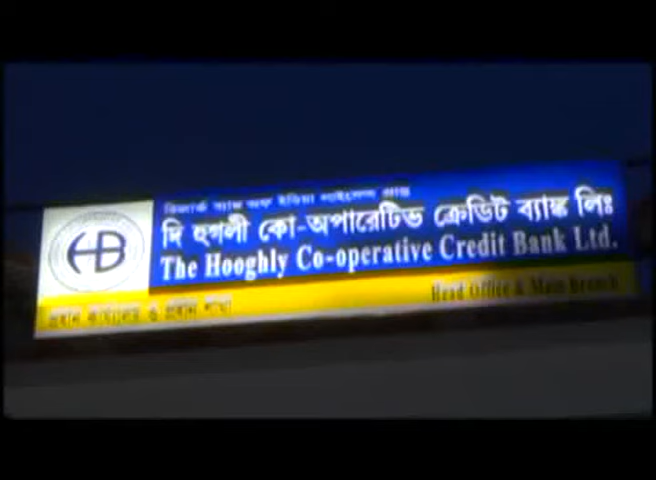 রিজার্ভ ব্যাঙ্ক অফ ইন্ডিয়া লাইসেন্স প্রাপ্ত
দি হুগলী কো-অপারেটিভ ক্রেডিট ব্যাঙ্ক লিঃ
The Hooghly Co-operative Credit Bank Ltd.
HB
প্রধান কার্যালয় ও প্রধান শাখা
Head Office & Main Branch